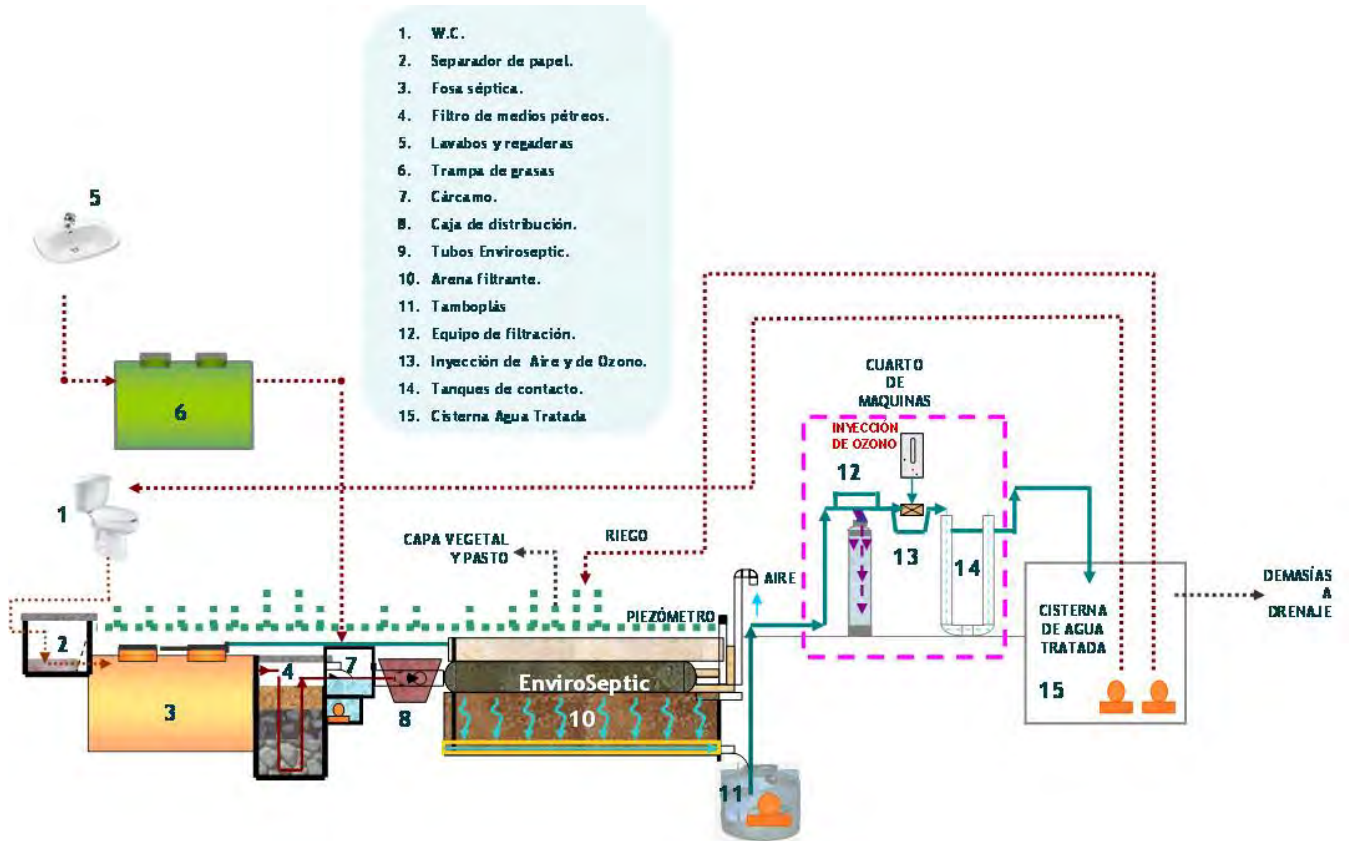 1. W.C.
2. Separador de papel.
3. Fosa séptica.
4. Filtro de medios pétreos.
5. Lavabos y regaderas
6. Trampa de grasas
7. Cárcamo.
8. Caja de distribución.
9. Tubos Enviroseptic.
10. Arena filtrante.
11. Tamboplás
12. Equipo de filtración.
13. Inyección de Aire y de Ozono.
14. Tanques de contacto.
15. Cisterna Agua Tratada
5
6
1
CUARTO
DE
MAQUINAS
INYECCIÓN
DE OZONO
12
13
14
CAPA VEGETAL
Y PASTO
RIEGO
AIRE
PIEZÓMETRO
DEMASÍAS
A
DRENAJE
CISTERNA
DE AGUA
TRATADA
15
2
3
4
7
8
EnviroSeptic
10
11